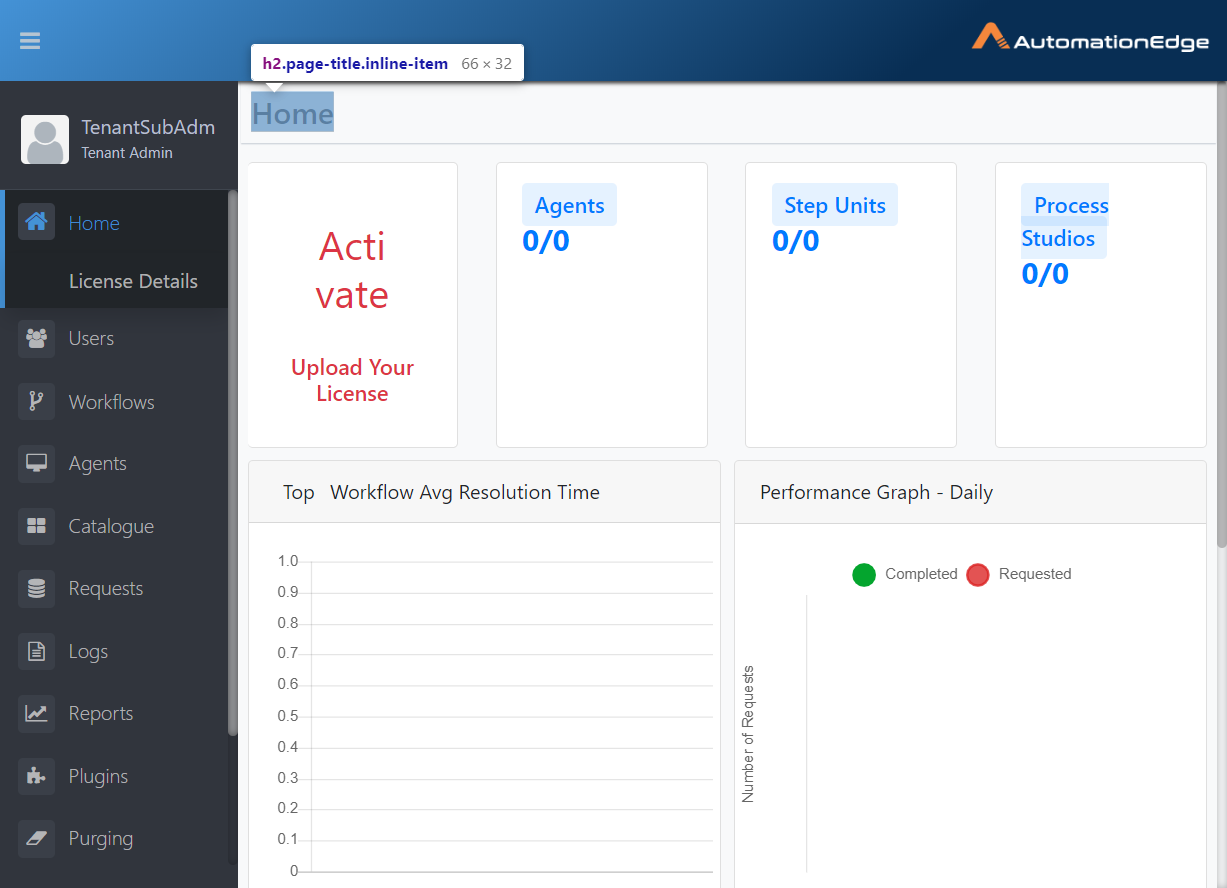 AutomationEdge
h2.page-title.inline-item 66 × 32
Home
TenantSubAdm
Tenant Admin
Home
License Details
Users
Workflows
Agents
Catalogue
Requests
Logs
Reports
Plugins
Purging
Acti
vate
Upload Your
License
Agents
0/0
Step Units
0/0
Process
Studios
0/0
Top Workflow Avg Resolution Time
1.0
0.9
0.8
0.7
0.6
0.5
0.4
0.3
0.2
0.1
0
Performance Graph - Daily
Completed
Requested
Number of Requests